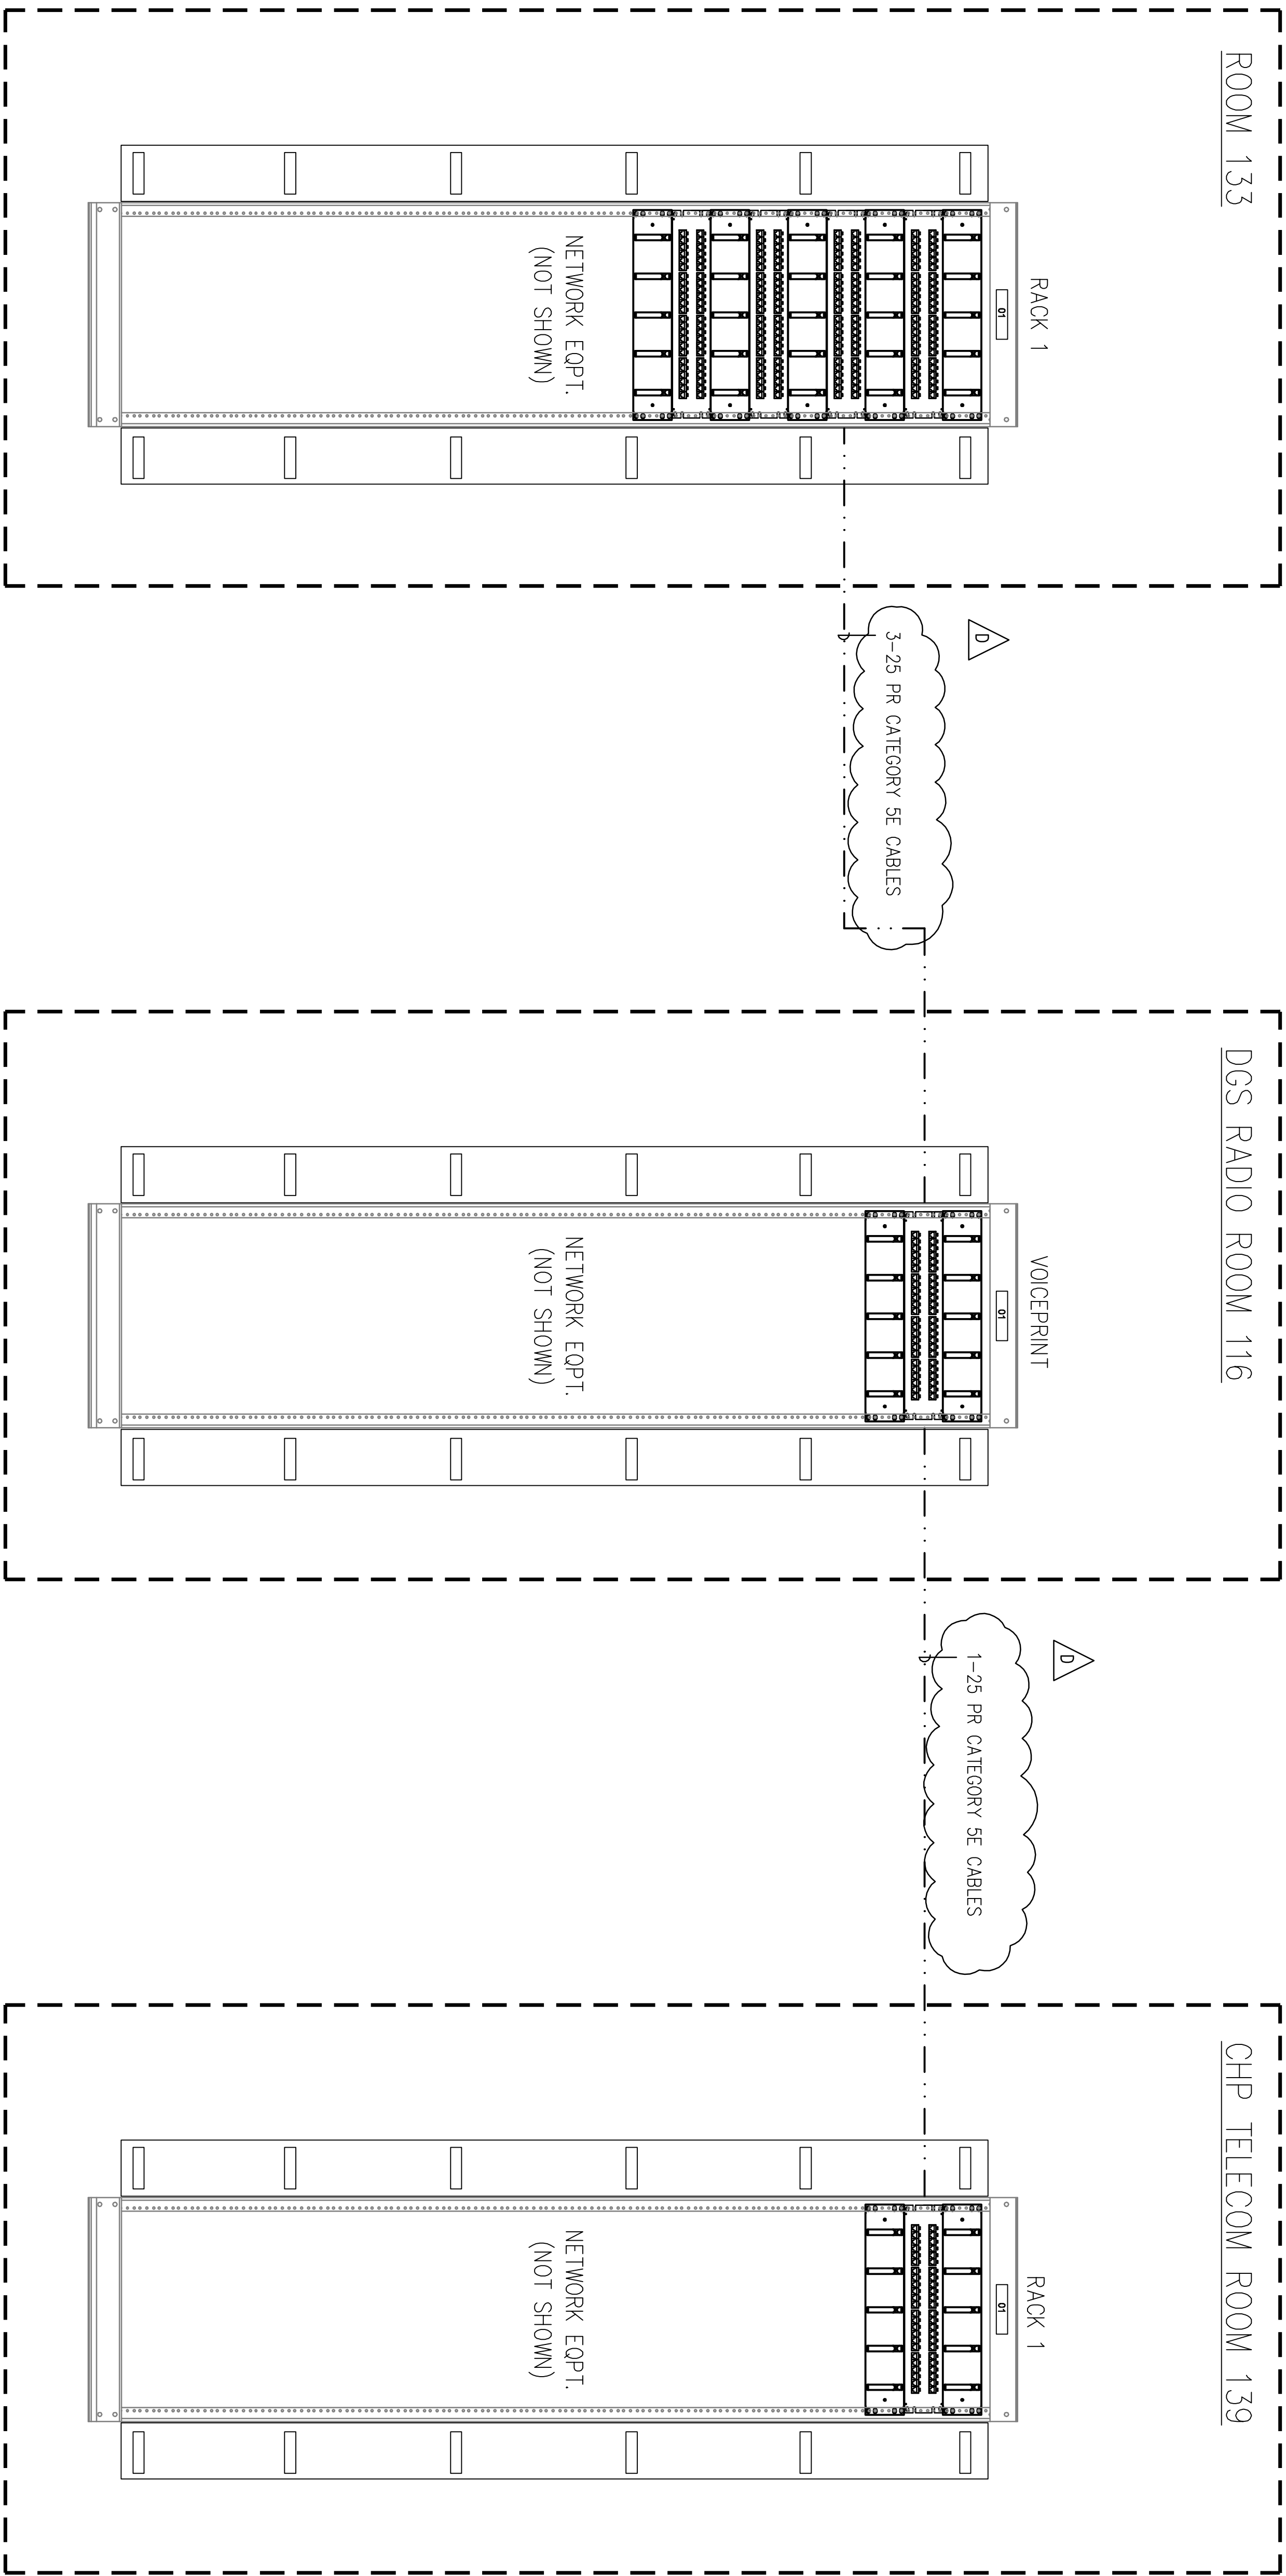 ROOM 133
RACK 1
01
NETWORK EQPT.
(NOT SHOWN)
D
3-25 PR CATEGORY 5E CABLES
DGS RADIO ROOM 116
VOICEPRINT
01
NETWORK EQPT.
(NOT SHOWN)
D
1-25 PR CATEGORY 5E CABLES
CHP TELECOM ROOM 139
RACK 1
01
NETWORK EQPT.
(NOT SHOWN)